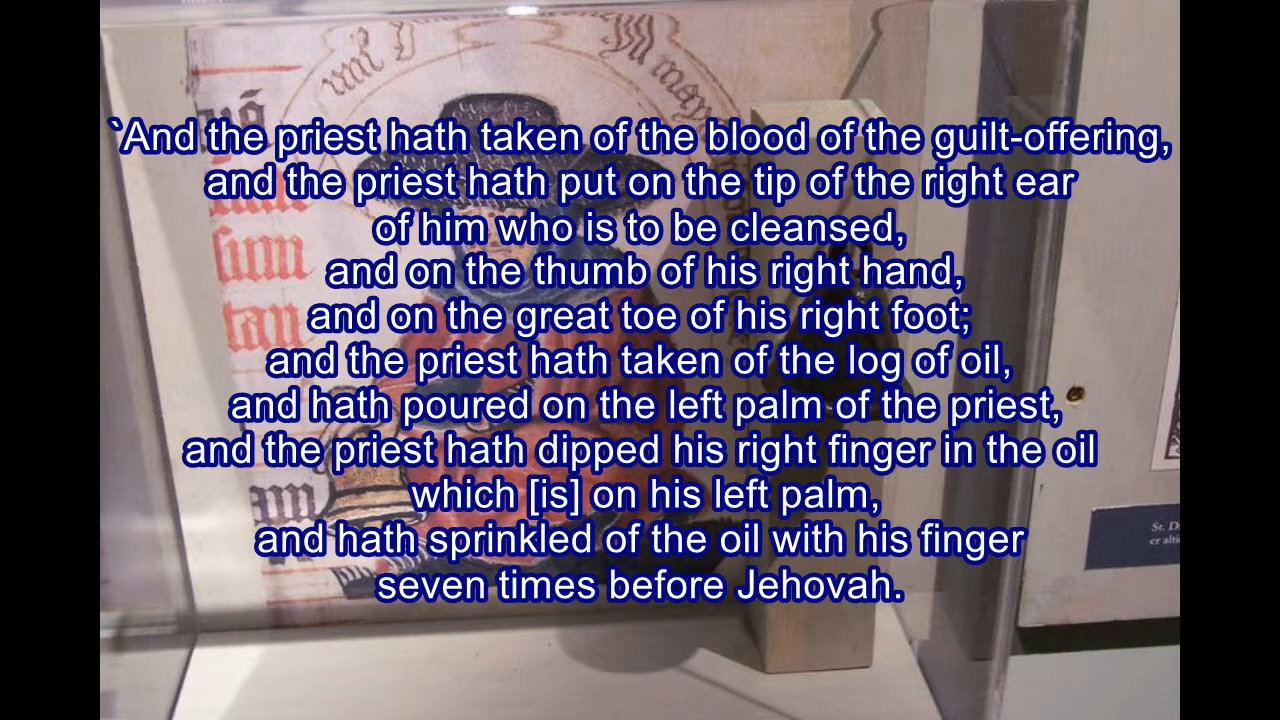 `And the priest hath taken of the blood of the guilt-offering,
and the priest hath put on the tip of the right ear
of him who is to be cleansed,
and on the thumb of his right hand,
and on the great toe of his right foot;
and the priest hath taken of the log of oil,
and hath poured on the left palm of the priest,
and the priest hath dipped his right finger in the oil
which [is] on his left palm,
and hath sprinkled of the oil with his finger
seven times before Jehovah.
St. D
er alti